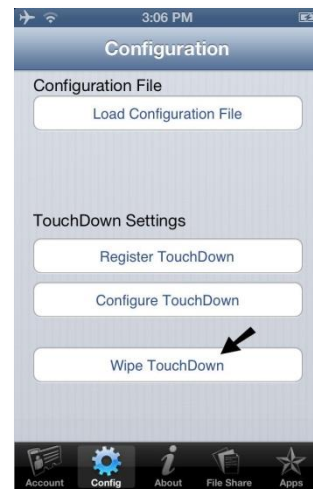 3:06 PM
Configuration
Configuration File
Load Configuration File
TouchDown Settings
Register TouchDown
Configure TouchDown
Wipe TouchDown
Account Config About File Share Apps